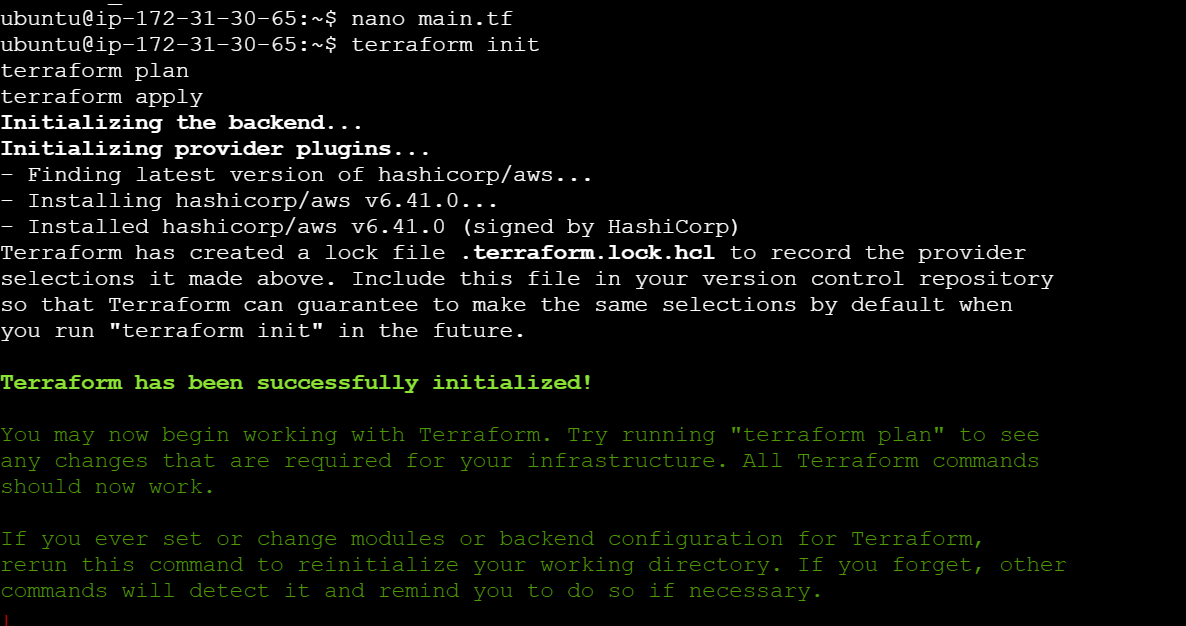 ubuntu@ip-172-31-30-65:~$ nano main.tf
ubuntu@ip-172-31-30-65:~$ terraform init
terraform plan
terraform apply
Initializing the backend...
Initializing provider plugins...
- Finding latest version of hashicorp/aws...
- Installing hashicorp/aws v6.41.0...
- Installed hashicorp/aws v6.41.0 (signed by HashiCorp)
Terraform has created a lock file .terraform.lock.hcl to record the provider
selections it made above. Include this file in your version control repository
so that Terraform can guarantee to make the same selections by default when
you run "terraform init" in the future.
Terraform has been successfully initialized!
You may now begin working with Terraform. Try running "terraform plan" to see
any changes that are required for your infrastructure. All Terraform commands
should now work.
If you ever set or change modules or backend configuration for Terraform,
rerun this command to reinitialize your working directory. If you forget, other
commands will detect it and remind you to do so if necessary.